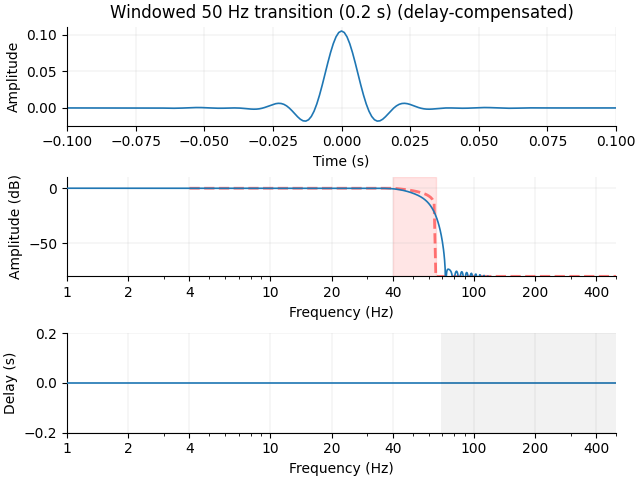 Windowed 50 Hz transition (0.2 s) (delay-compensated)
Amplitude
0.10
0.05
0.00
−0.100 −0.075 −0.050 −0.025 0.000 0.025 0.050 0.075 0.100
Time (s)
Amplitude (dB)
0
−50
1 2 4 10 20 40 100 200 400
Frequency (Hz)
Delay (s)
0.2
0.0
−0.2
1 2 4 10 20 40 100 200 400
Frequency (Hz)